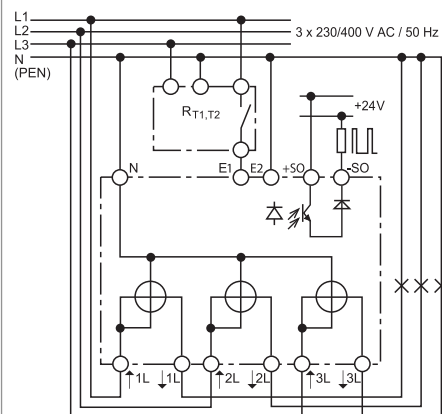 L1
L2
3 x 230/400 V AC / 50 Hz
L3
N
(PEN)
+24V
RT1,T2
N
E1
E2
+SO
-SO
↑1L ↓1L ↑2L ↓2L ↑3L ↓3L